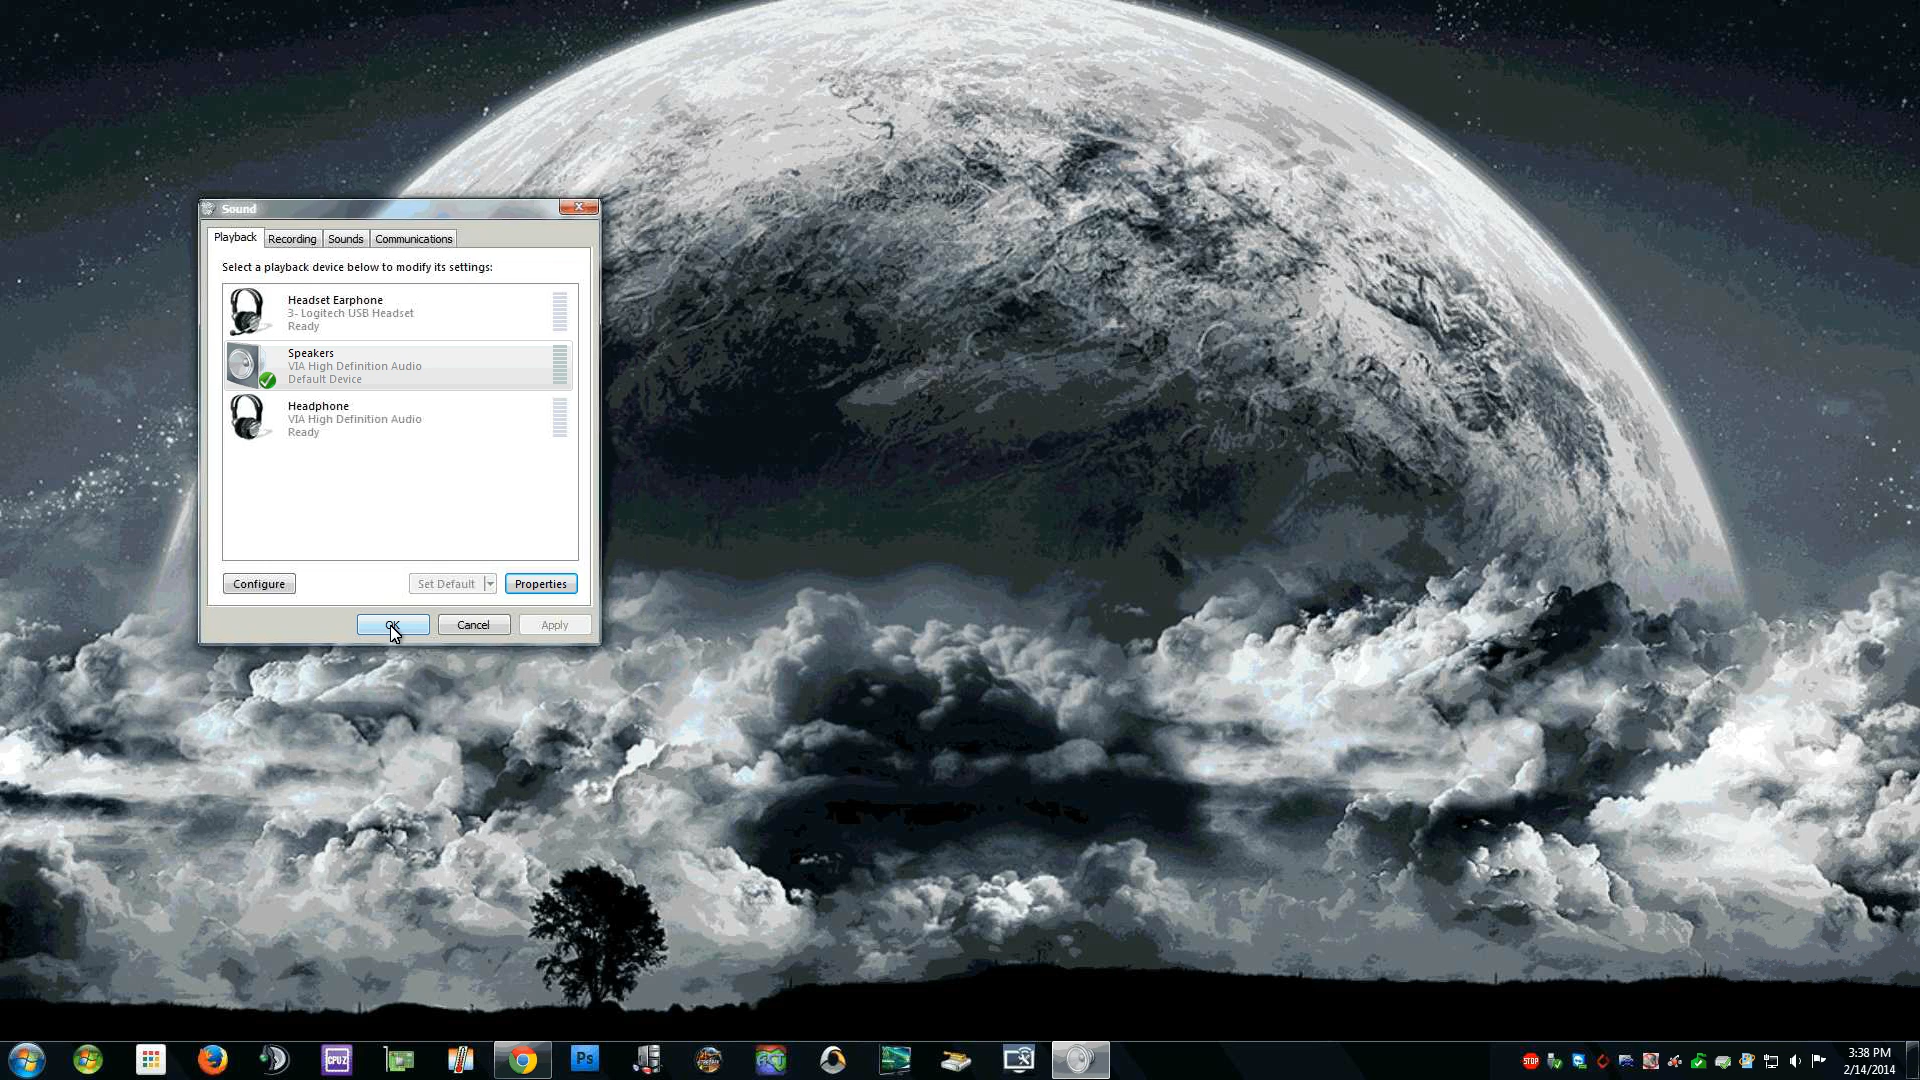 Sound
Playback
Recording
Sounds
Communications
Select a playback device below to modify its settings:
Headset Earphone
3- Logitech USB Headset
Ready
Speakers
VIA High Definition Audio
Default Device
Headphone
VIA High Definition Audio
Ready
Configure
Set Default
Properties
OK
Cancel
Apply
CPUZ
Ps
STOP
3:38 PM
2/14/2014